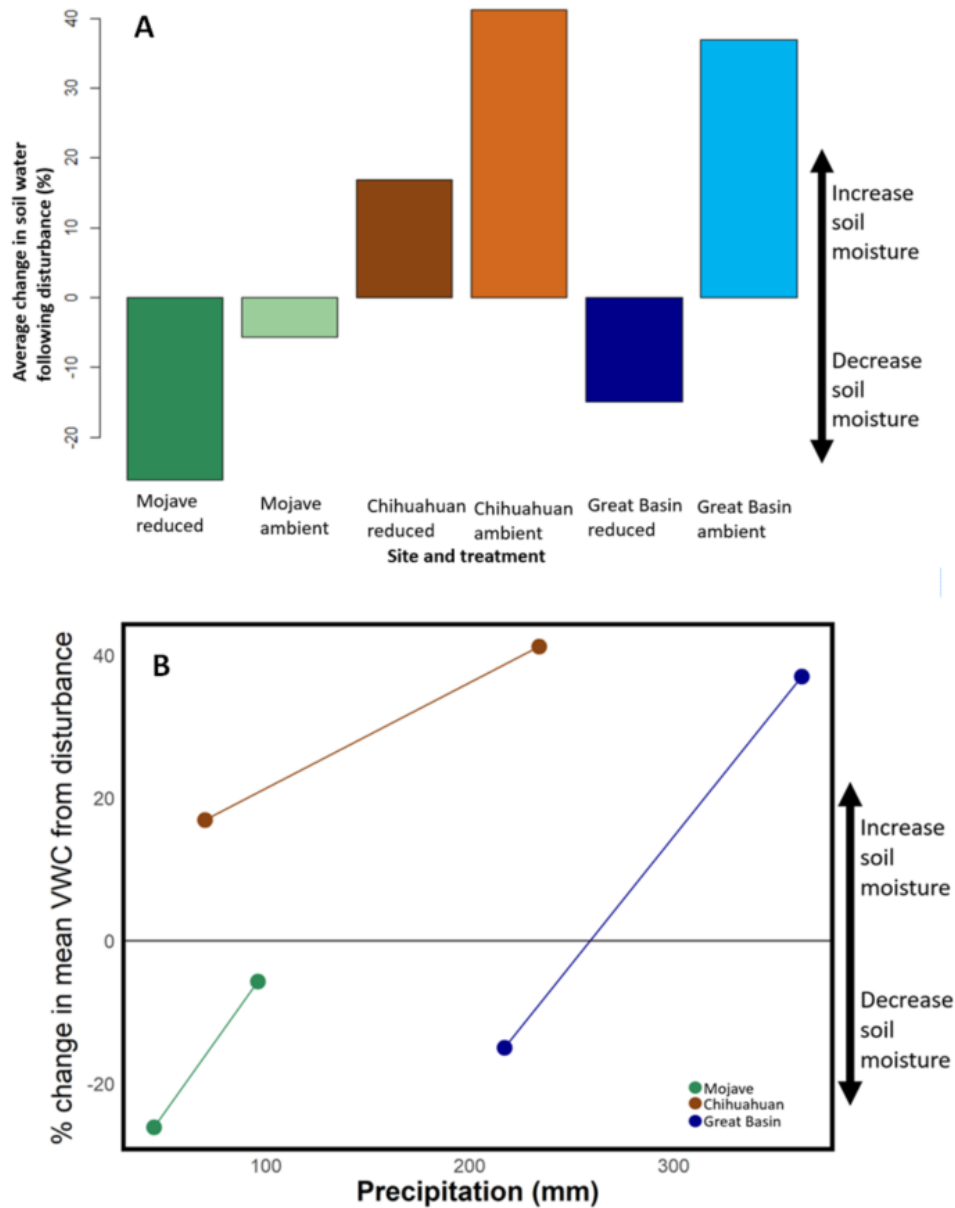 A
40
30
20
10
0
-10
-20
Average change in soil water
following disturbance (%)
Increase
soil
moisture
Decrease
soil
moisture
Mojave
reduced
Mojave
ambient
Chihuahuan
reduced
Chihuahuan
ambient
Great Basin
reduced
Great Basin
ambient
Site and treatment
B
40
20
0
-20
% change in mean VWC from disturbance
Increase
soil
moisture
Decrease
soil
moisture
Mojave
Chihuahuan
Great Basin
100
200
300
Precipitation (mm)